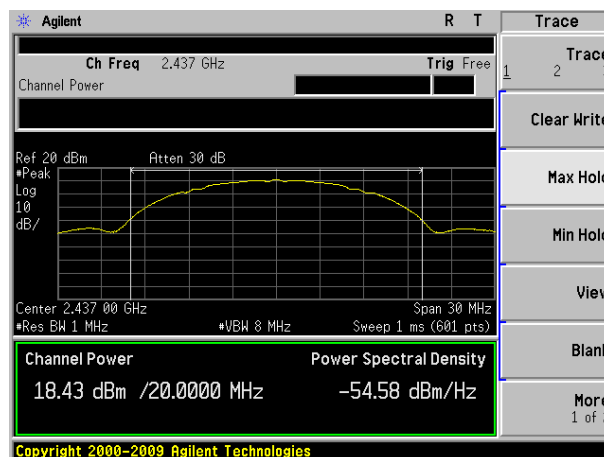 Agilent R T Trace
Ch Freq 2.437 GHz Trig Free
Channel Power
Trace
1 2
Clear Write
Max Hold
Min Hold
View
Blank
More
1 of
Ref 20 dBm Atten 30 dB
#Peak
Log
10
dB/
Center 2.437 00 GHz Span 30 MHz
#Res BW 1 MHz #VBW 8 MHz Sweep 1 ms (601 pts)
Channel Power Power Spectral Density
18.43 dBm /20.0000 MHz -54.58 dBm/Hz
Copyright 2000-2009 Agilent Technologies